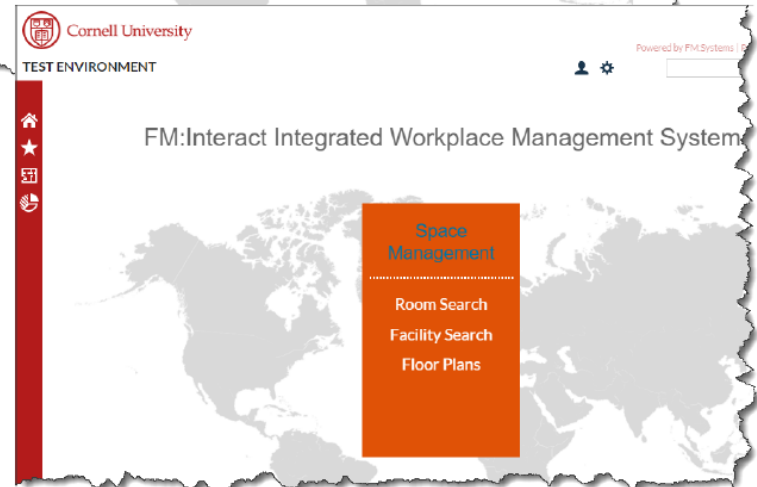 Cornell University
Powered by FM:Systems |
TEST ENVIRONMENT
FM:Interact Integrated Workplace Management System
Space
Management
Room Search
Facility Search
Floor Plans